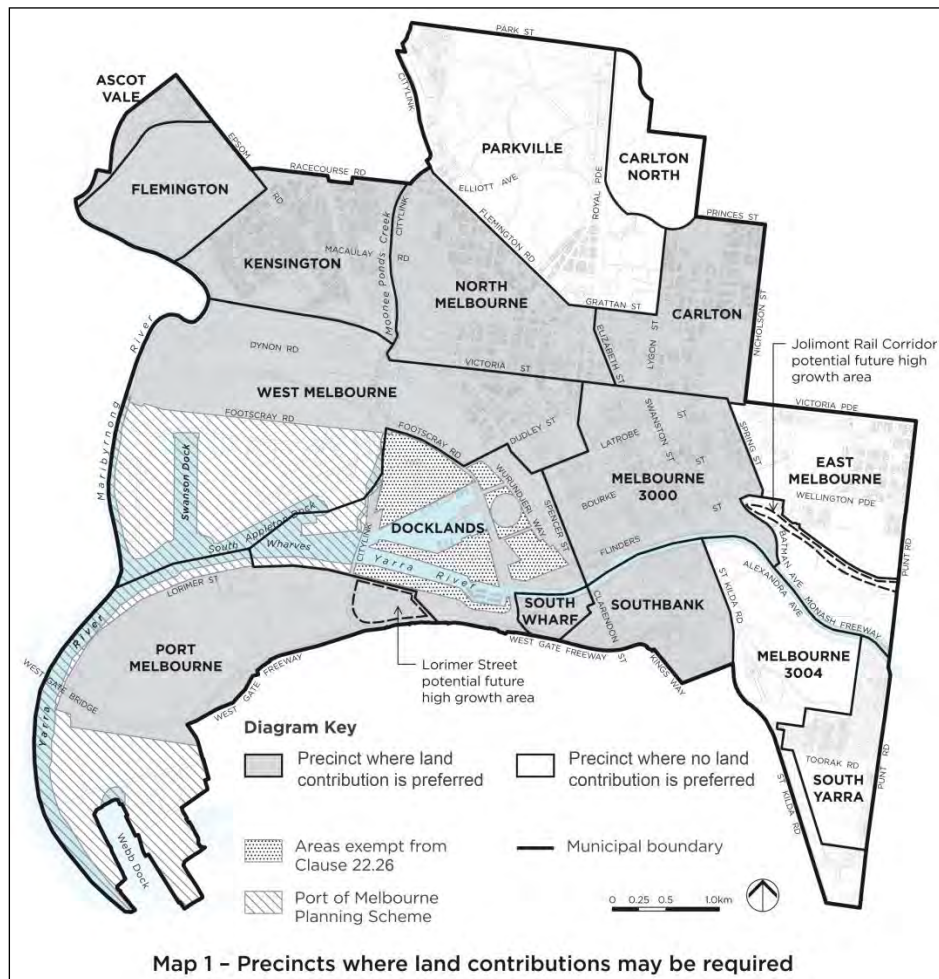 PARK ST
ASCOT
VALE
CITYLINK
PARKVILLE
CARLTON
NORTH
EPSOM
RD
RACECOURSE RD
ELLIOTT AVE
ROYAL PDE
FLEMINGTON
PRINCES ST
FLEMINGTON RD
CITYLINK
Moonee Ponds Creek
MACAULAY RD
KENSINGTON
NORTH
MELBOURNE
GRATTAN ST
CARLTON
NICHOLSON ST
ELIZABETH ST
LYGON ST
Maribyrnong River
DYNON RD
VICTORIA ST
Jolimont Rail Corridor
potential future high
growth area
WEST MELBOURNE
VICTORIA PDE
FOOTSCRAY RD
FOOTSCRAY RD
DUDLEY ST
SWANSTON ST
LATROBE ST
SPRING ST
EAST
MELBOURNE
MELBOURNE
3000
WELLINGTON PDE
Swanson Dock
WURUNDJERI WAY
BOURKE ST
DOCKLANDS
SPENCER ST
South Appleton Dock
Wharves
CITYLINK
FLINDERS
BATMAN AVE
PUNT RD
Yarra River
ALEXANDRA AVE
MONASH FREEWAY
LORIMER ST
SOUTH
WHARF
CLARENDON ST
SOUTHBANK
ST KILDA RD
WEST GATE FREEWAY
KINGS WAY
PORT
MELBOURNE
MELBOURNE
3004
WEST GATE BRIDGE
Yarra River
WEST GATE FREEWAY
Lorimer Street
potential future
high growth area
TOORAK RD
PUNT RD
SOUTH
YARRA
ST KILDA RD
Webb Dock
Diagram Key
Precinct where land
contribution is preferred
Precinct where no land
contribution is preferred
Areas exempt from
Clause 22.26
Municipal boundary
Port of Melbourne
Planning Scheme
0 0.25 0.5 1.0km
Map 1 – Precincts where land contributions may be required